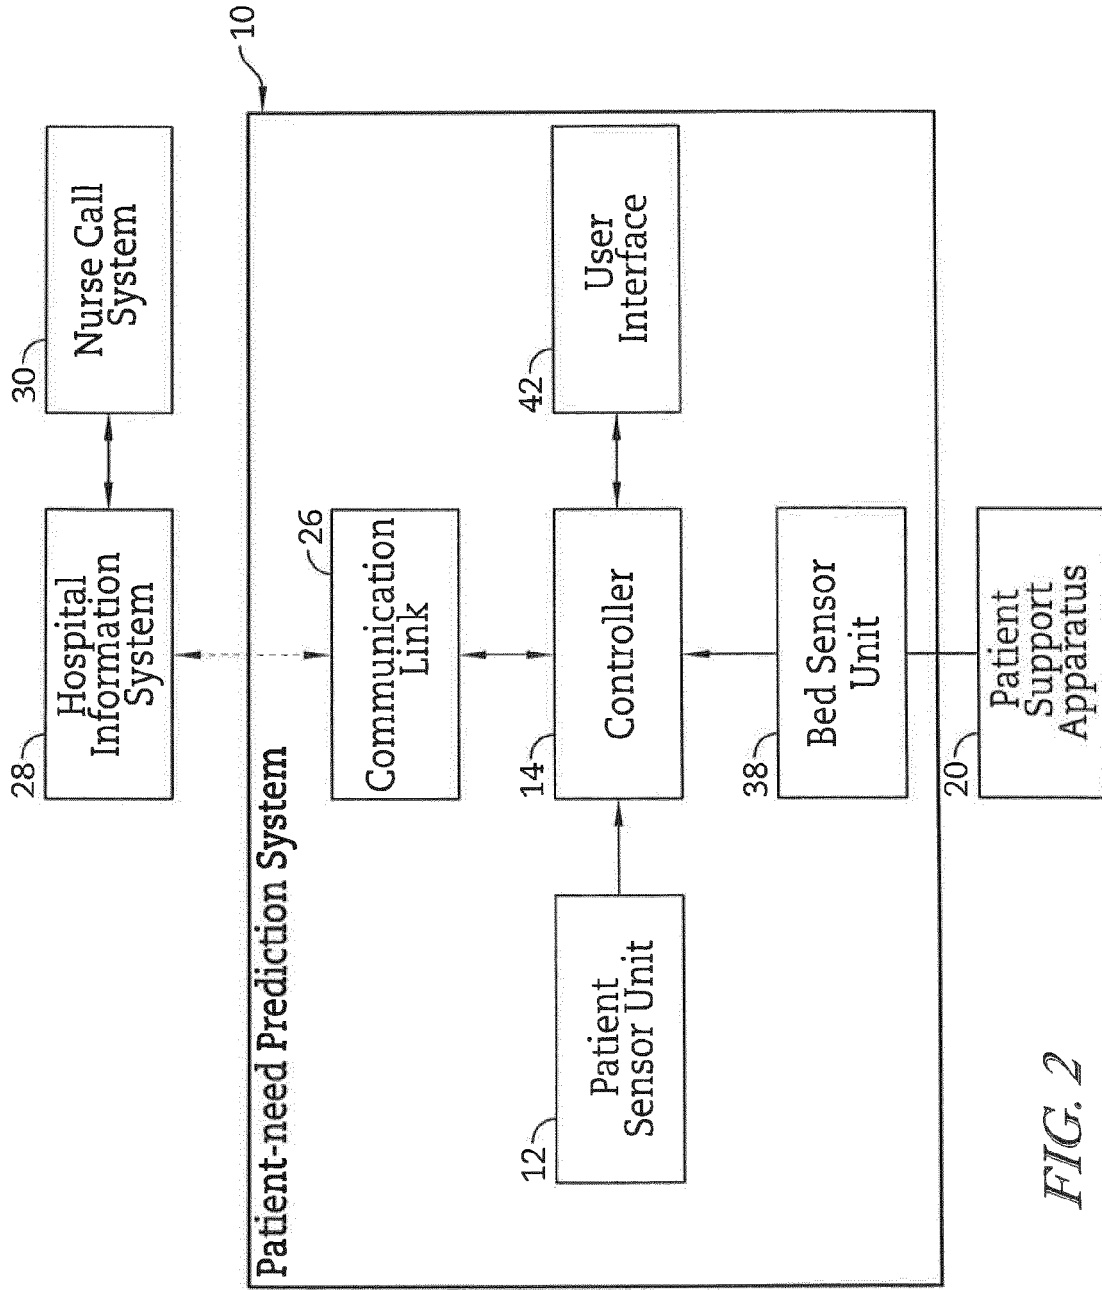 28
Hospital
Information
System
30
Nurse Call
System
10
Patient-need Prediction System
26
Communication
Link
12
Patient
Sensor Unit
14
Controller
42
User
Interface
38
Bed Sensor
Unit
20
Patient
Support
Apparatus
FIG. 2